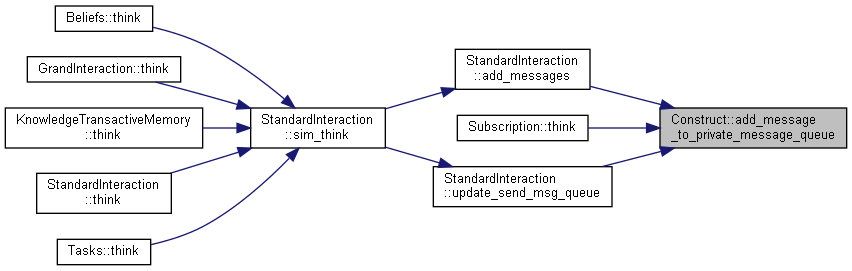 Beliefs::think
GrandInteraction::think
KnowledgeTransactiveMemory
::think
StandardInteraction
::think
Tasks::think
StandardInteraction
::sim_think
StandardInteraction
::add_messages
Subscription::think
StandardInteraction
::update_send_msg_queue
Construct::add_message
_to_private_message_queue